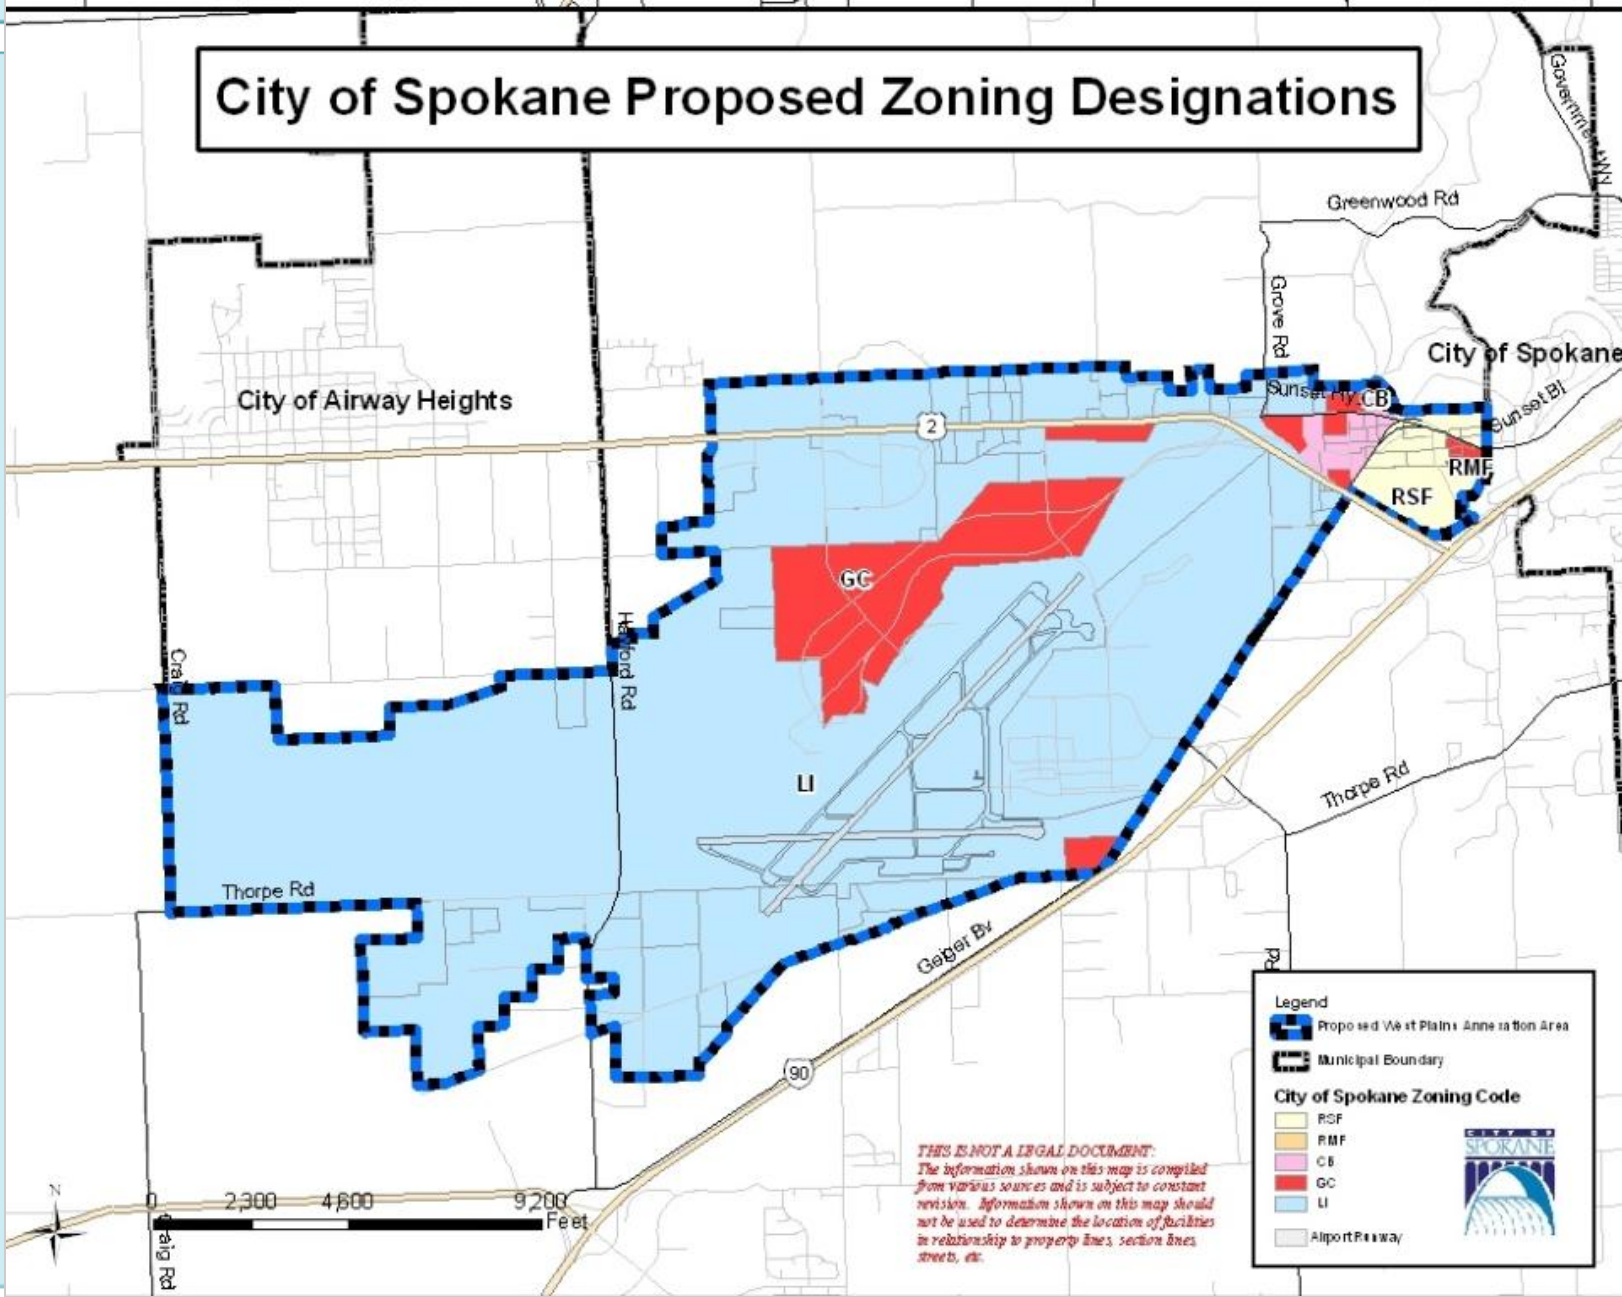 City of Spokane Proposed Zoning Designations
Government Wy
Greenwood Rd
Grove Rd
City of Spokane
City of Airway Heights
Sunset Hy
CB
Sunset Bl
2
RMF
RSF
GC
Hayford Rd
Craig Rd
LI
Thorpe Rd
Thorpe Rd
Geiger Bv
Rd
90
N
0 2,300 4,600 9,200
Feet
Craig Rd
THIS IS NOT A LEGAL DOCUMENT:
The information shown on this map is compiled
from various sources and is subject to constant
revision. Information shown on this map should
not be used to determine the location of facilities
in relationship to property lines, section lines,
streets, etc.
Legend
Proposed West Plains Annexation Area
Municipal Boundary
City of Spokane Zoning Code
RSF
RMF
CB
GC
LI
Airport Runway
CITY OF
SPOKANE